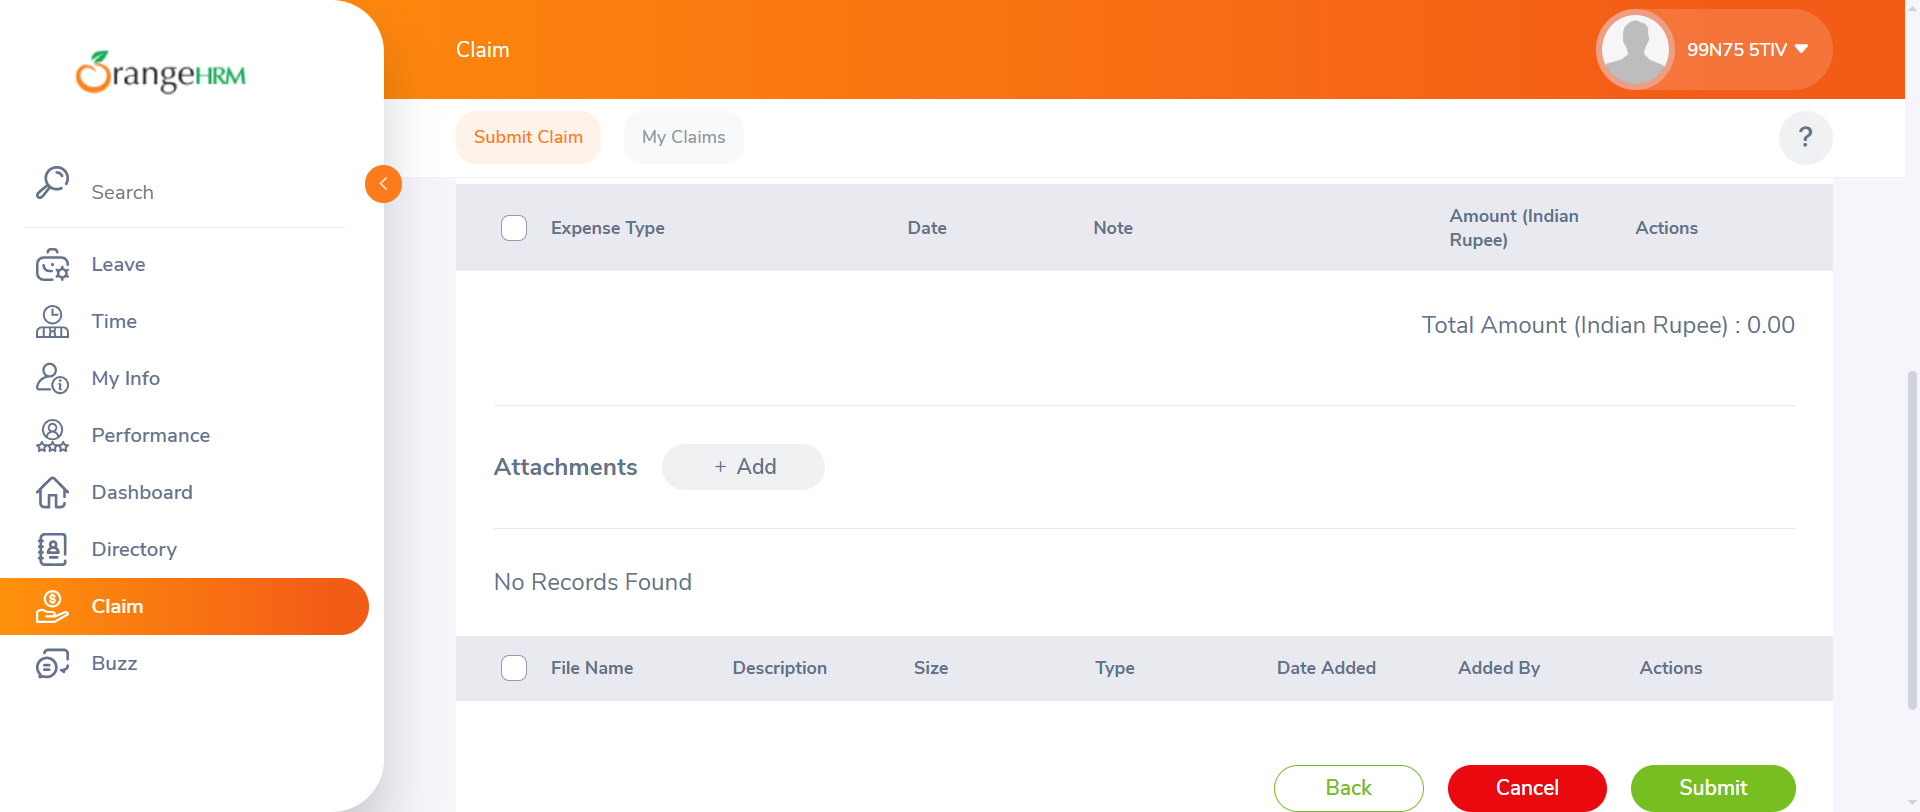 OrangeHRM
Claim
99N75 5TIV
Submit Claim
My Claims
?
Search
Leave
Time
My Info
Performance
Dashboard
Directory
Claim
Buzz
Expense Type
Date
Note
Amount (Indian
Rupee)
Actions
Total Amount (Indian Rupee) : 0.00
Attachments
+ Add
No Records Found
File Name
Description
Size
Type
Date Added
Added By
Actions
Back
Cancel
Submit